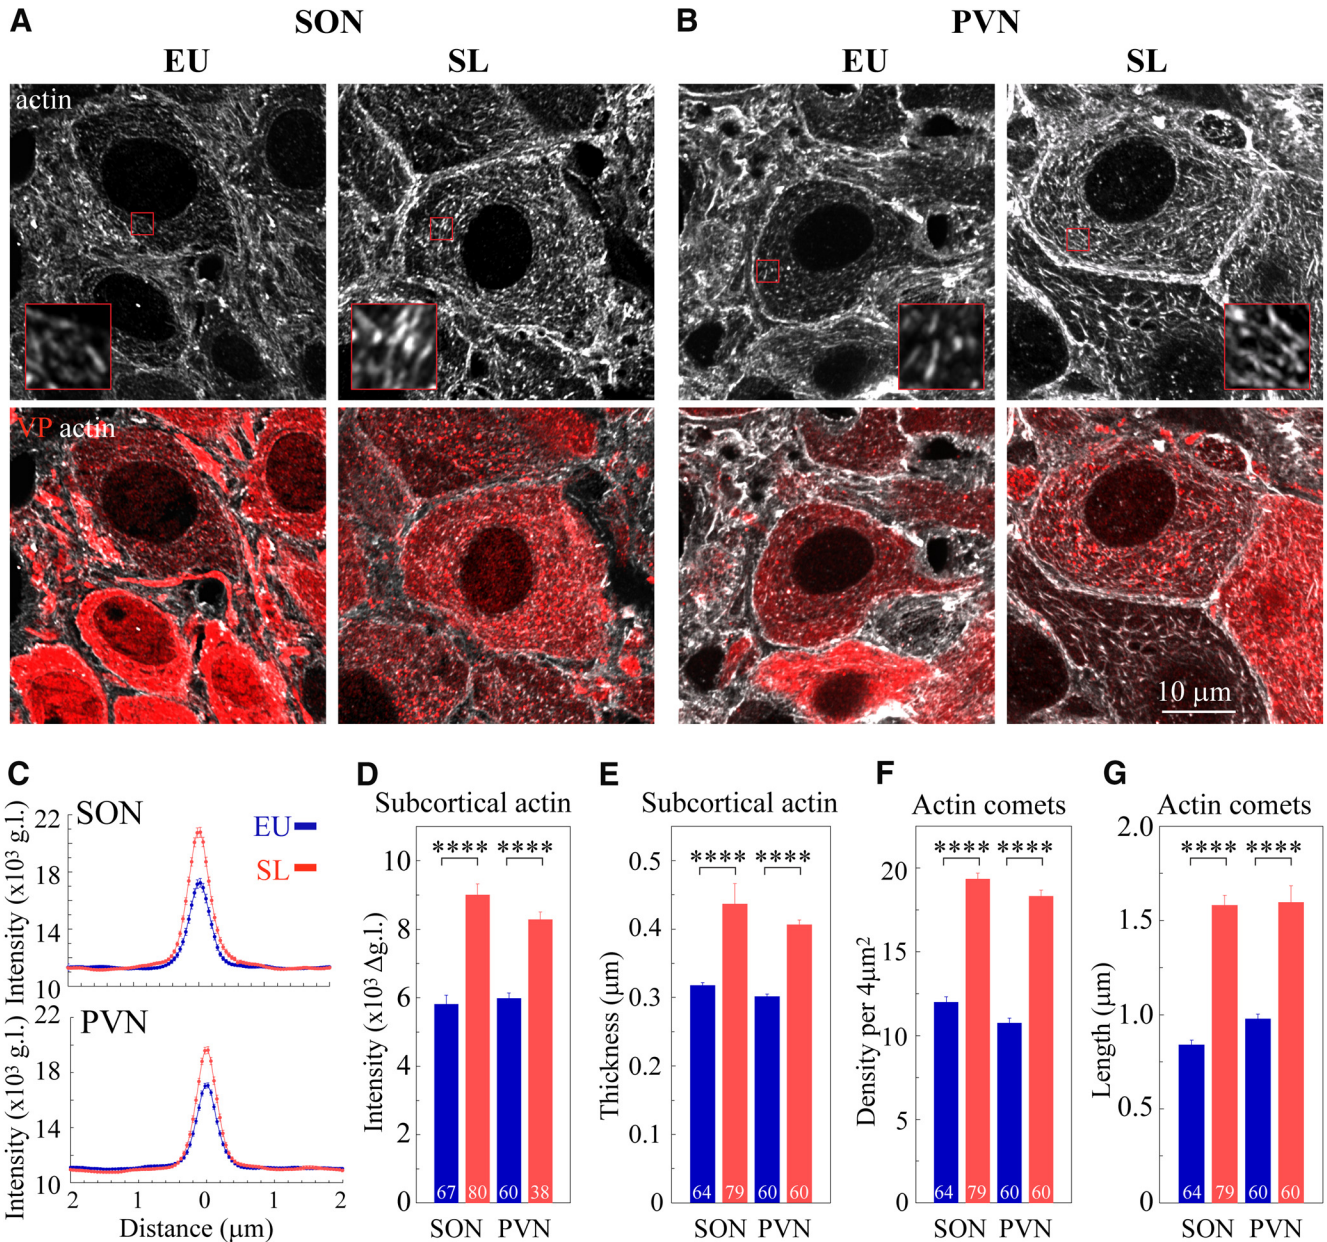 A
SON
EU
SL
actin
VP actin
B
PVN
EU
SL
10 µm
C
SON
EU
SL
Intensity (x10³ g.l.)
22
18
14
10
PVN
Intensity (x10³ g.l.)
22
18
14
10
2 1 0 1 2
Distance (µm)
D
Subcortical actin
**** ****
Intensity (x10³ Δg.l.)
10
8
6
4
2
0
67 80 60 38
SON PVN
E
Subcortical actin
**** ****
Thickness (µm)
0.5
0.4
0.3
0.2
0.1
0
64 79 60 60
SON PVN
F
Actin comets
**** ****
Density per 4µm²
20
15
10
5
0
64 79 60 60
SON PVN
G
Actin comets
**** ****
Length (µm)
2.0
1.5
1.0
0.5
0
64 79 60 60
SON PVN